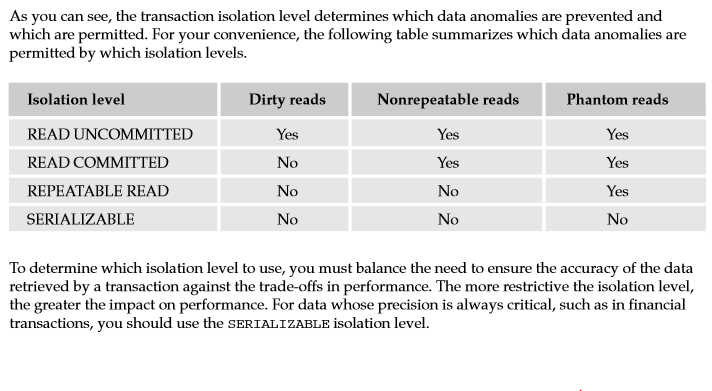 As you can see, the transaction isolation level determines which data anomalies are prevented and
which are permitted. For your convenience, the following table summarizes which data anomalies are
permitted by which isolation levels.
Isolation level Dirty reads Nonrepeatable reads Phantom reads
READ UNCOMMITTED Yes Yes Yes
READ COMMITTED No Yes Yes
REPEATABLE READ No No Yes
SERIALIZABLE No No No
To determine which isolation level to use, you must balance the need to ensure the accuracy of the data
retrieved by a transaction against the trade-offs in performance. The more restrictive the isolation level,
the greater the impact on performance. For data whose precision is always critical, such as in financial
transactions, you should use the SERIALIZABLE isolation level.